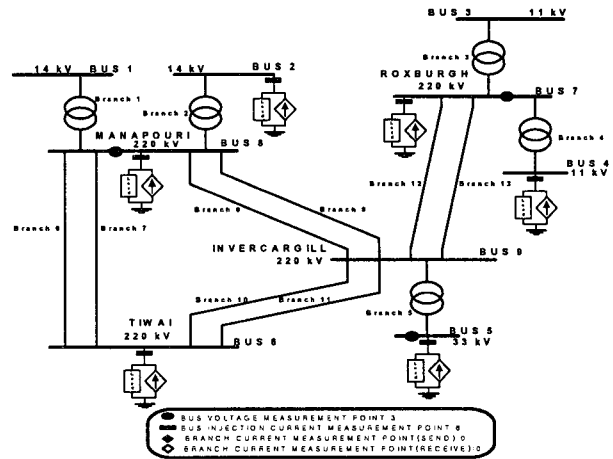 BUS 3
11 kV
14 kV
BUS 1
14 kV
BUS 2
Branch 3
ROXBURGH
220 kV
BUS 7
Branch 1
Branch 2
MANAPOURI
220 kV
BUS 8
Branch 4
BUS 4
11 kV
Branch 12
Branch 13
Branch 6
Branch 7
Branch 9
INVERCARGILL
220 kV
BUS 9
Branch 10
Branch 11
Branch 5
TIWAI
220 kV
BUS 6
BUS 5
33 kV
BUS VOLTAGE MEASUREMENT POINT 3
BUS INJECTION CURRENT MEASUREMENT POINT 6
BRANCH CURRENT MEASUREMENT POINT(SEND) 0
BRANCH CURRENT MEASUREMENT POINT(RECEIVE) 0